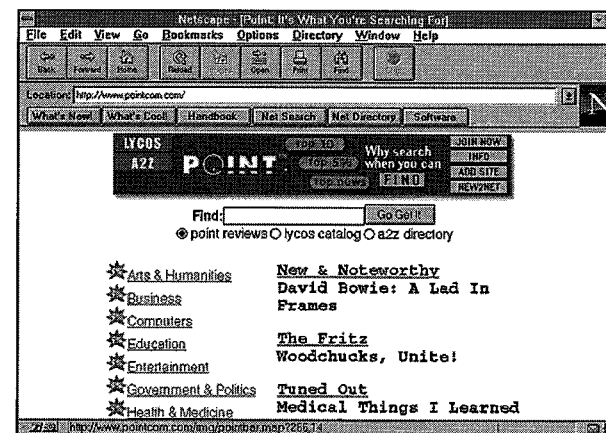 Netscape - [Point: It's What You're Searching For]
File Edit View Go Bookmarks Options Directory Window Help
Back Forward Home Reload Open Print Find
Location: http://www.pointcom.com/
What's New! What's Cool! Handbook Net Search Net Directory Software
N
LYCOS
A2Z
POINT
Top 10
Top 5%
Top News
Why search
when you can
FIND
JOIN NOW
INFO
ADD SITE
NEW2NET
Find: Go Get It
point reviews lycos catalog a2z directory
Arts & Humanities
Business
Computers
Education
Entertainment
Government & Politics
Health & Medicine
New & Noteworthy
David Bowie: A Lad In
Frames
The Fritz
Woodchucks, Unite!
Tuned Out
Medical Things I Learned
http://www.pointcom.com/img/pointbar.map?266,14